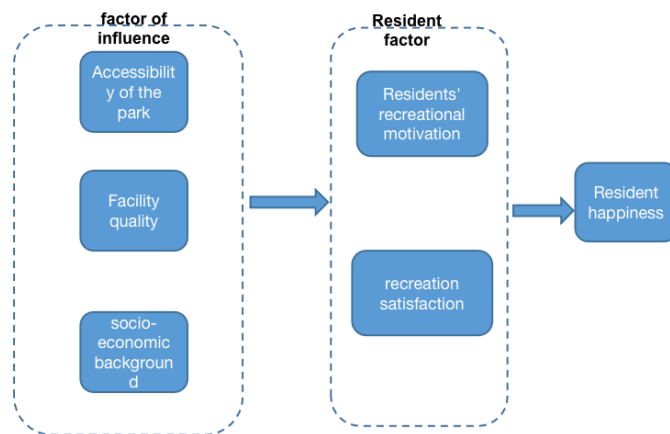 factor of
influence
Accessibilit
y of the
park
Facility
quality
socio-
economic
backgroun
d
Resident
factor
Residents'
recreational
motivation
recreation
satisfaction
Resident
happiness